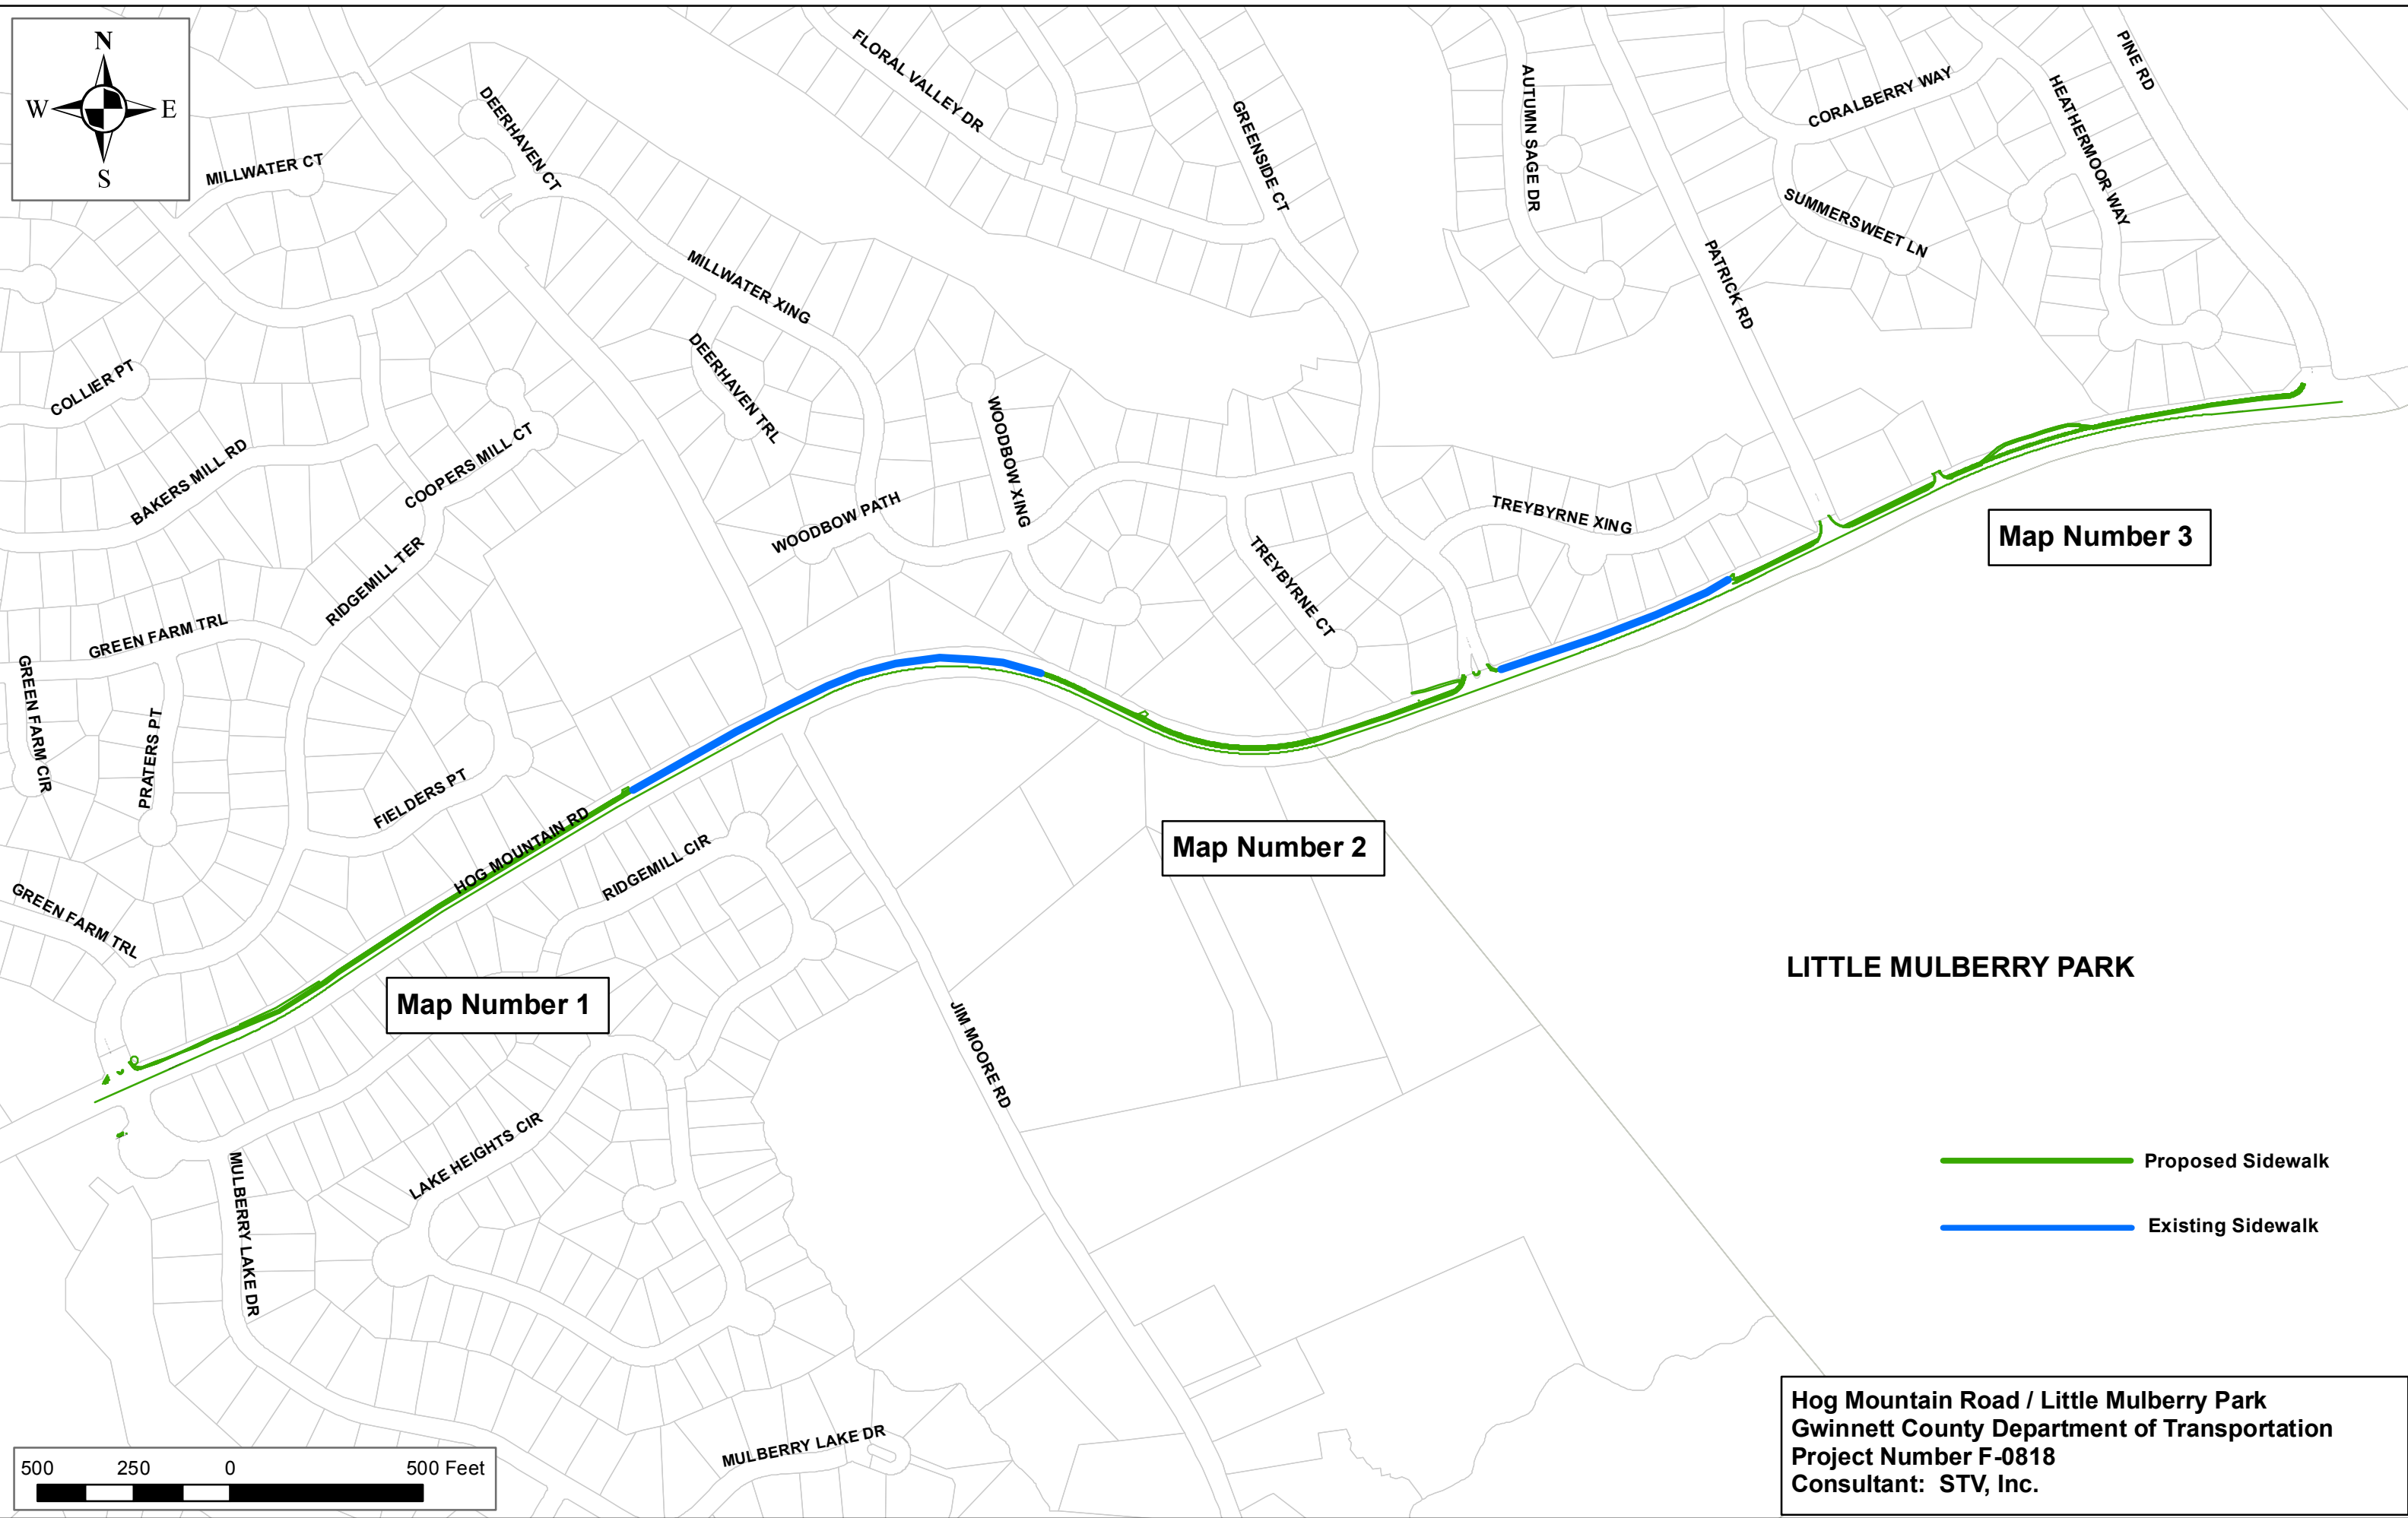 N
W E
S
FLORAL VALLEY DR
GREENSIDE CT
AUTUMN SAGE DR
CORALBERRY WAY
HEATHERMOOR WAY
PINE RD
DEERHAVEN CT
MILLWATER CT
SUMMERSWEET LN
PATRICK RD
MILLWATER XING
DEERHAVEN TRL
COLLIER PT
BAKERS MILL RD
COOPERS MILL CT
WOODBOW XING
WOODBOW PATH
TREYBYRNE XING
TREYBYRNE CT
Map Number 3
RIDGEMILL TER
GREEN FARM TRL
GREEN FARM CIR
PRATERS PT
FIELDERS PT
HOG MOUNTAIN RD
RIDGEMILL CIR
Map Number 2
GREEN FARM TRL
LITTLE MULBERRY PARK
Map Number 1
JIM MOORE RD
LAKE HEIGHTS CIR
MULBERRY LAKE DR
Proposed Sidewalk
Existing Sidewalk
MULBERRY LAKE DR
500 250 0 500 Feet
Hog Mountain Road / Little Mulberry Park
Gwinnett County Department of Transportation
Project Number F-0818
Consultant: STV, Inc.